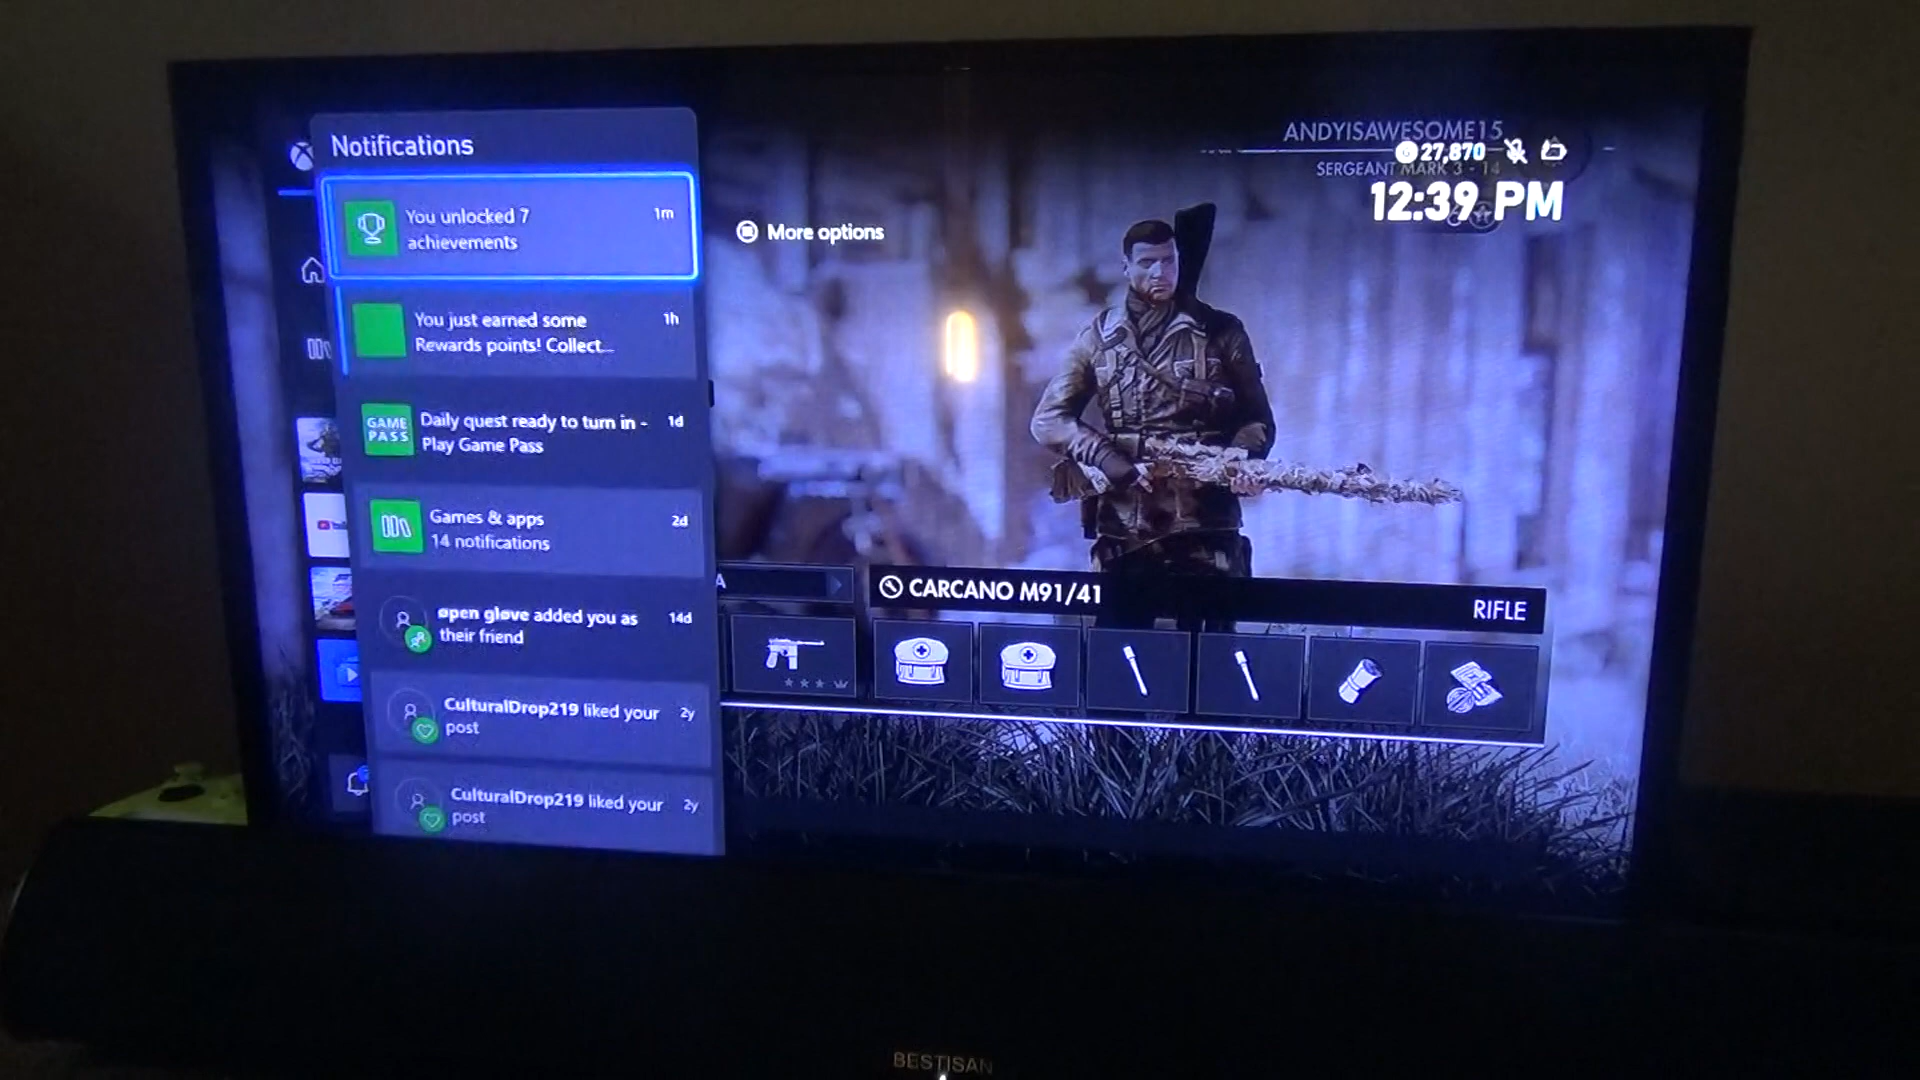 Notifications
You unlocked 7
achievements
1m
You just earned some
Rewards points! Collect...
1h
GAME
PASS
Daily quest ready to turn in -
Play Game Pass
1d
Games & apps
14 notifications
2d
øpen gløve added you as
their friend
14d
CulturalDrop219 liked your
post
2y
CulturalDrop219 liked your
post
2y
More options
ANDYISAWESOME15
G 27,870
SERGEANT MARK 3 - 14
12:39 PM
A
CARCANO M91/41
RIFLE
BESTISAN